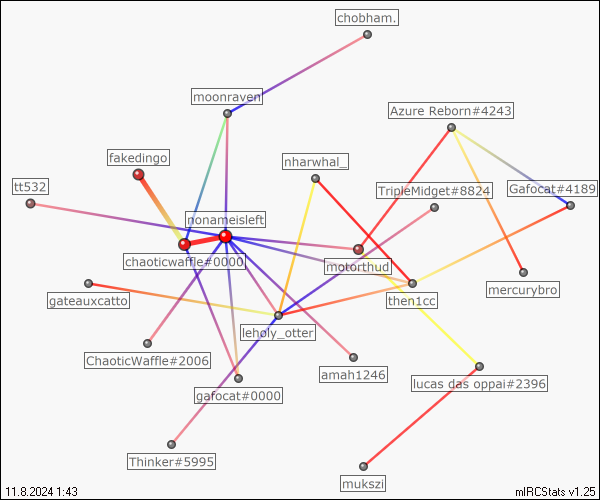 chobham.
moonraven
Azure Reborn#4243
fakedingo
nharwhal_
tt532
TripleMidget#8824
Gafocat#4189
nonameisleft
chaoticwaffle#0000
motorthud
mercurybro
gateauxcatto
then1cc
leholy_otter
ChaoticWaffle#2006
amah1246
lucas das oppai#2396
gafocat#0000
Thinker#5995
mukszi
11.8.2024 1:43
mIRCStats v1.25